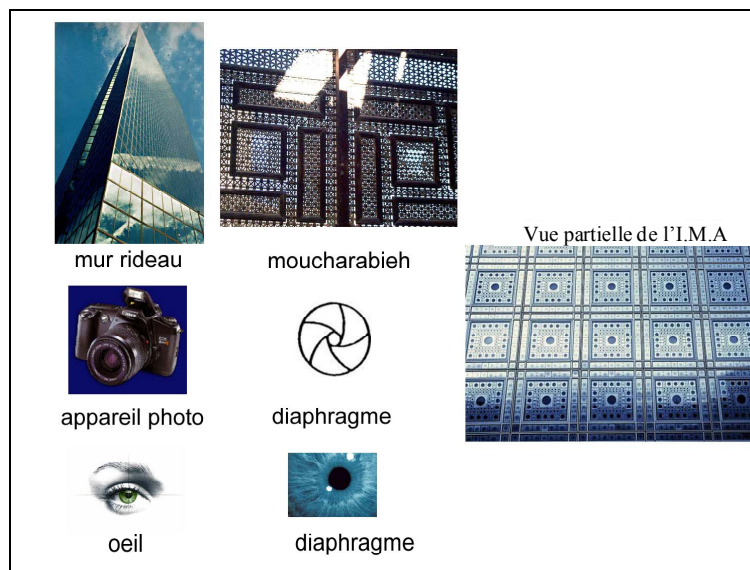 mur rideau
moucharabieh
Vue partielle de l'I.M.A
appareil photo
diaphragme
oeil
diaphragme